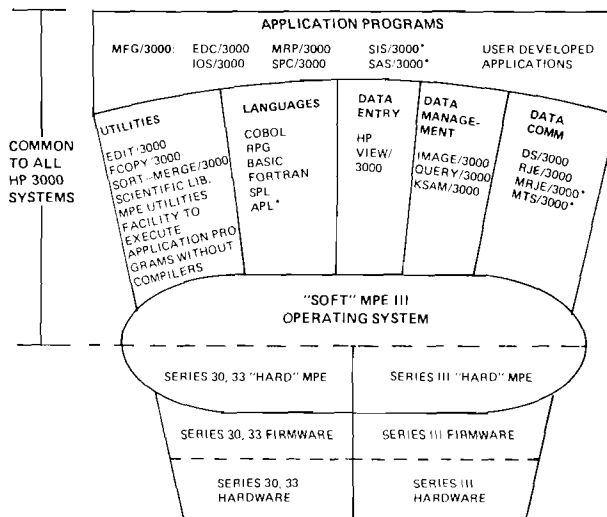 APPLICATION PROGRAMS
MFG/3000: EDC/3000 MRP/3000 SIS/3000* USER DEVELOPED
IOS/3000 SPC/3000 SAS/3000* APPLICATIONS
COMMON
TO ALL
HP 3000
SYSTEMS
UTILITIES
EDIT/3000
FCOPY/3000
SORT-MERGE/3000
SCIENTIFIC LIB.
MPE UTILITIES
FACILITY TO
EXECUTE
APPLICATION PRO
GRAMS WITHOUT
COMPILERS
LANGUAGES
COBOL
RPG
BASIC
FORTRAN
SPL
APL*
DATA
ENTRY
HP
VIEW/
3000
DATA
MANAGE-
MENT
IMAGE/3000
QUERY/3000
KSAM/3000
DATA
COMM
DS/3000
RJE/3000
MRJE/3000*
MTS/3000*
"SOFT" MPE III
OPERATING SYSTEM
SERIES 30, 33 "HARD" MPE
SERIES III "HARD" MPE
SERIES 30, 33 FIRMWARE
SERIES III FIRMWARE
SERIES 30, 33
HARDWARE
SERIES III
HARDWARE